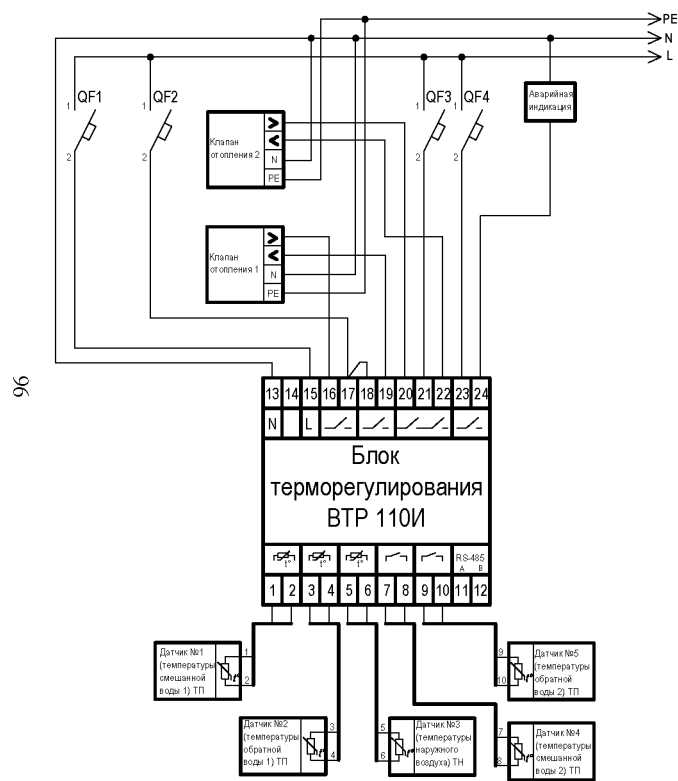 PE
N
L
QF1
QF2
QF3
QF4
1
2
1
2
1
2
1
2
Аварийная
индикация
Клапан
отопления 2
N
PE
Клапан
отопления 1
N
PE
96
13 14 15 16 17 18 19 20 21 22 23 24
N
L
Блок
терморегулирования
ВТР 110И
t°
t°
t°
RS-485
A B
1 2 3 4 5 6 7 8 9 10 11 12
Датчик №1
(температуры
смешанной
воды 1) ТП
1
2
t°
Датчик №2
(температуры
обратной
воды 1) ТП
3
4
t°
5
6
t°
Датчик №3
(температуры
наружного
воздуха) ТН
7
8
t°
Датчик №4
(температуры
смешанной
воды 2) ТП
9
10
t°
Датчик №5
(температуры
обратной
воды 2) ТП